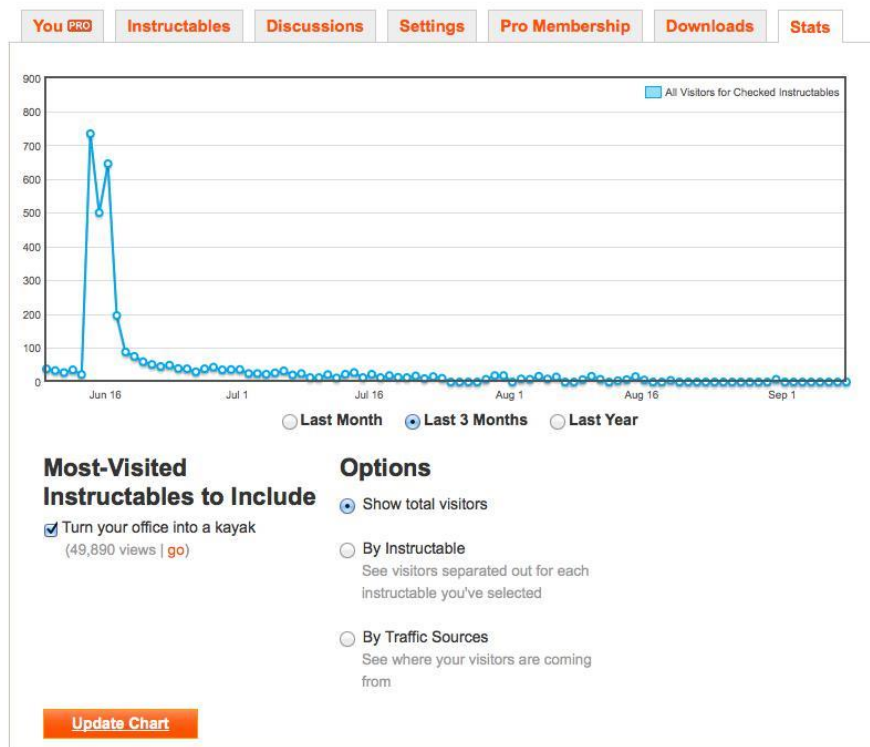 You PRO Instructables Discussions Settings Pro Membership Downloads Stats
900
All Visitors for Checked Instructables
800
700
600
500
400
300
200
100
0
Jun 16 Jul 1 Jul 16 Aug 1 Aug 16 Sep 1
Last Month Last 3 Months Last Year
Most-Visited
Instructables to Include
Turn your office into a kayak
(49,890 views | go)
Options
Show total visitors
By Instructable
See visitors separated out for each
instructable you've selected
By Traffic Sources
See where your visitors are coming
from
Update Chart